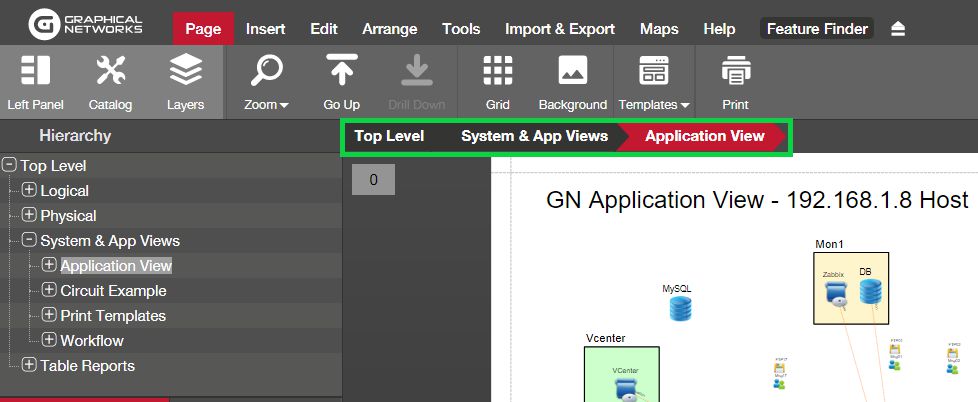 GRAPHICAL
NETWORKS
Page Insert Edit Arrange Tools Import & Export Maps Help Feature Finder
Left Panel Catalog Layers Zoom Go Up Drill Down Grid Background Templates Print
Hierarchy
Top Level System & App Views Application View
Top Level
Logical
Physical
System & App Views
Application View
Circuit Example
Print Templates
Workflow
Table Reports
0
GN Application View - 192.168.1.8 Host
Mon1
Zabbix DB
MySQL
Vcenter
VCenter